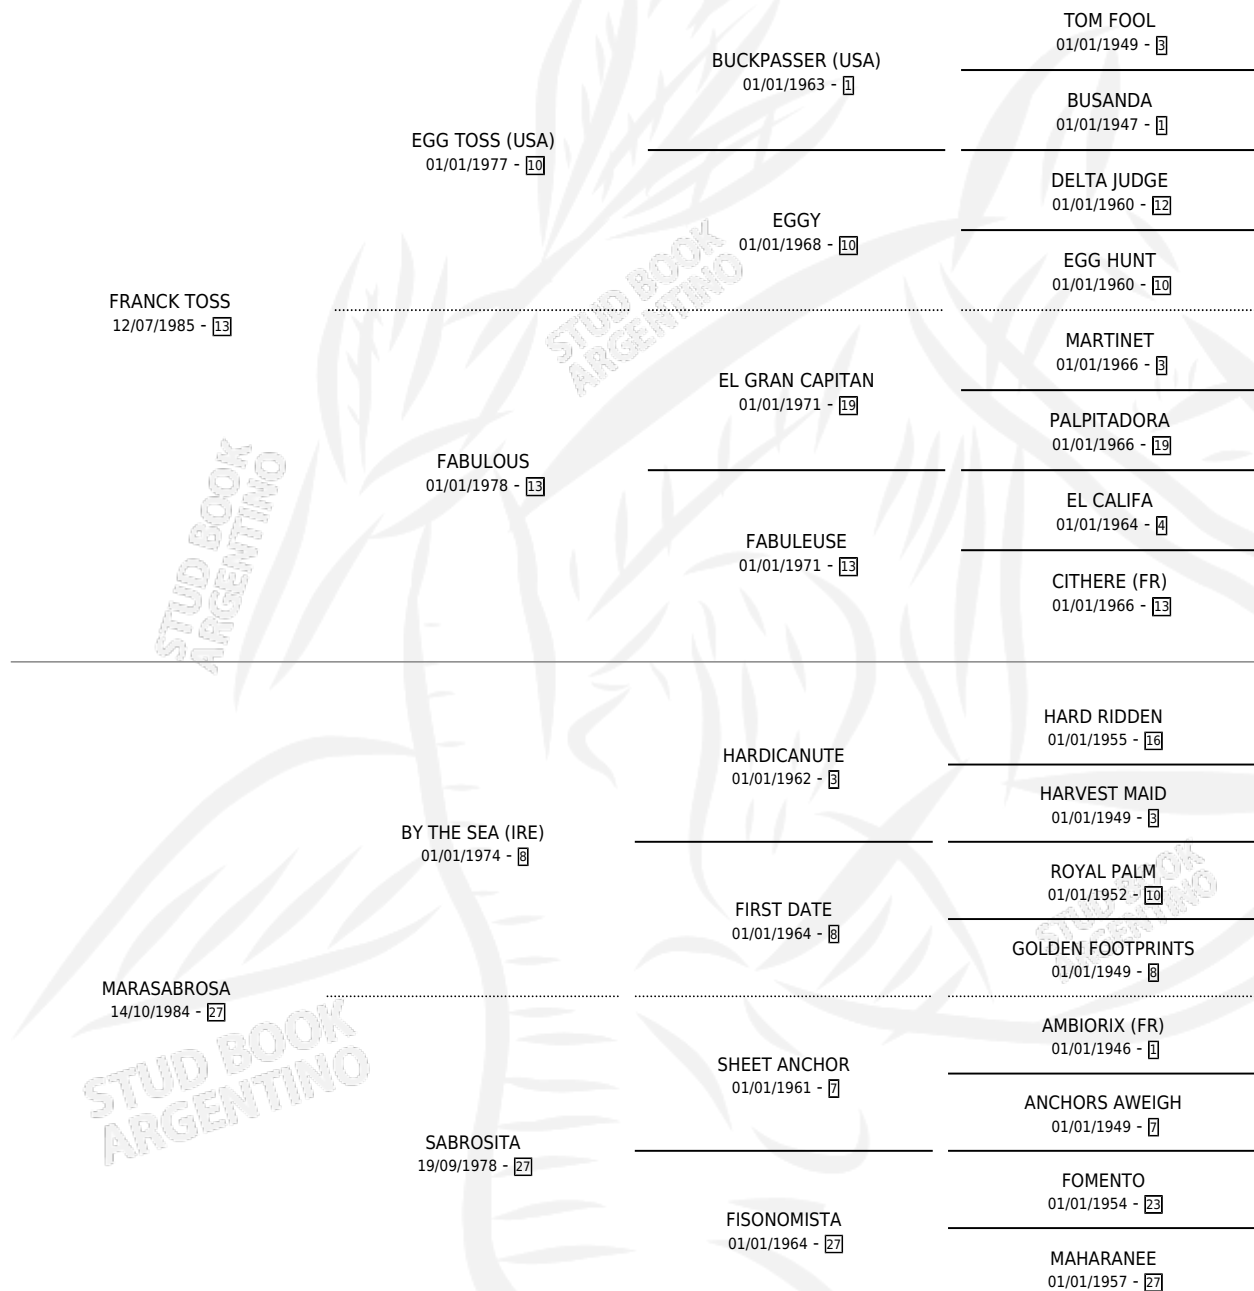 TOM FOOL
01/01/1949 - 3
BUCKPASSER (USA)
01/01/1963 - 1
BUSANDA
01/01/1947 - 1
EGG TOSS (USA)
01/01/1977 - 10
DELTA JUDGE
01/01/1960 - 12
EGGY
01/01/1968 - 10
EGG HUNT
01/01/1960 - 10
FRANCK TOSS
12/07/1985 - 13
MARTINET
01/01/1966 - 3
EL GRAN CAPITAN
01/01/1971 - 19
PALPITADORA
01/01/1966 - 19
FABULOUS
01/01/1978 - 13
EL CALIFA
01/01/1964 - 4
FABULEUSE
01/01/1971 - 13
CITHERE (FR)
01/01/1966 - 13
HARD RIDDEN
01/01/1955 - 16
HARDICANUTE
01/01/1962 - 3
HARVEST MAID
01/01/1949 - 3
BY THE SEA (IRE)
01/01/1974 - 8
ROYAL PALM
01/01/1952 - 10
FIRST DATE
01/01/1964 - 8
GOLDEN FOOTPRINTS
01/01/1949 - 8
MARASABROSA
14/10/1984 - 27
AMBIORIX (FR)
01/01/1946 - 1
SHEET ANCHOR
01/01/1961 - 7
ANCHORS AWEIGH
01/01/1949 - 7
SABROSITA
19/09/1978 - 27
FOMENTO
01/01/1954 - 23
FISONOMISTA
01/01/1964 - 27
MAHARANEE
01/01/1957 - 27
STUD BOOK
ARGENTINO
STUD BOOK
ARGENTINO
STUD BOOK
ARGENTINO
STUD BOOK
ARGENTINO